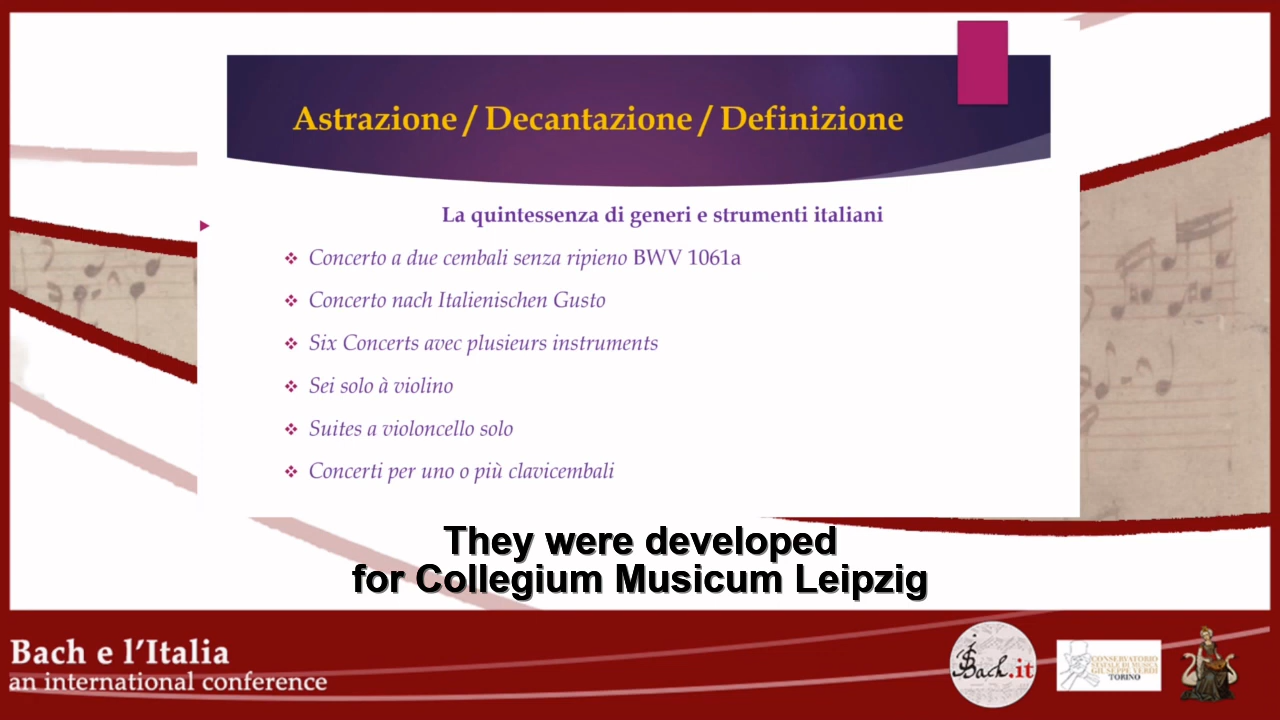 Astrazione / Decantazione / Definizione
La quintessenza di generi e strumenti italiani
Concerto a due cembali senza ripieno BWV 1061a
Concerto nach Italienischen Gusto
Six Concerts avec plusieurs instruments
Sei solo à violino
Suites a violoncello solo
Concerti per uno o più clavicembali
They were developed
for Collegium Musicum Leipzig
Bach e l'Italia
an international conference
JSBach.it
CONSERVATORIO
STATALE DI MUSICA
GIUSEPPE VERDI
TORINO